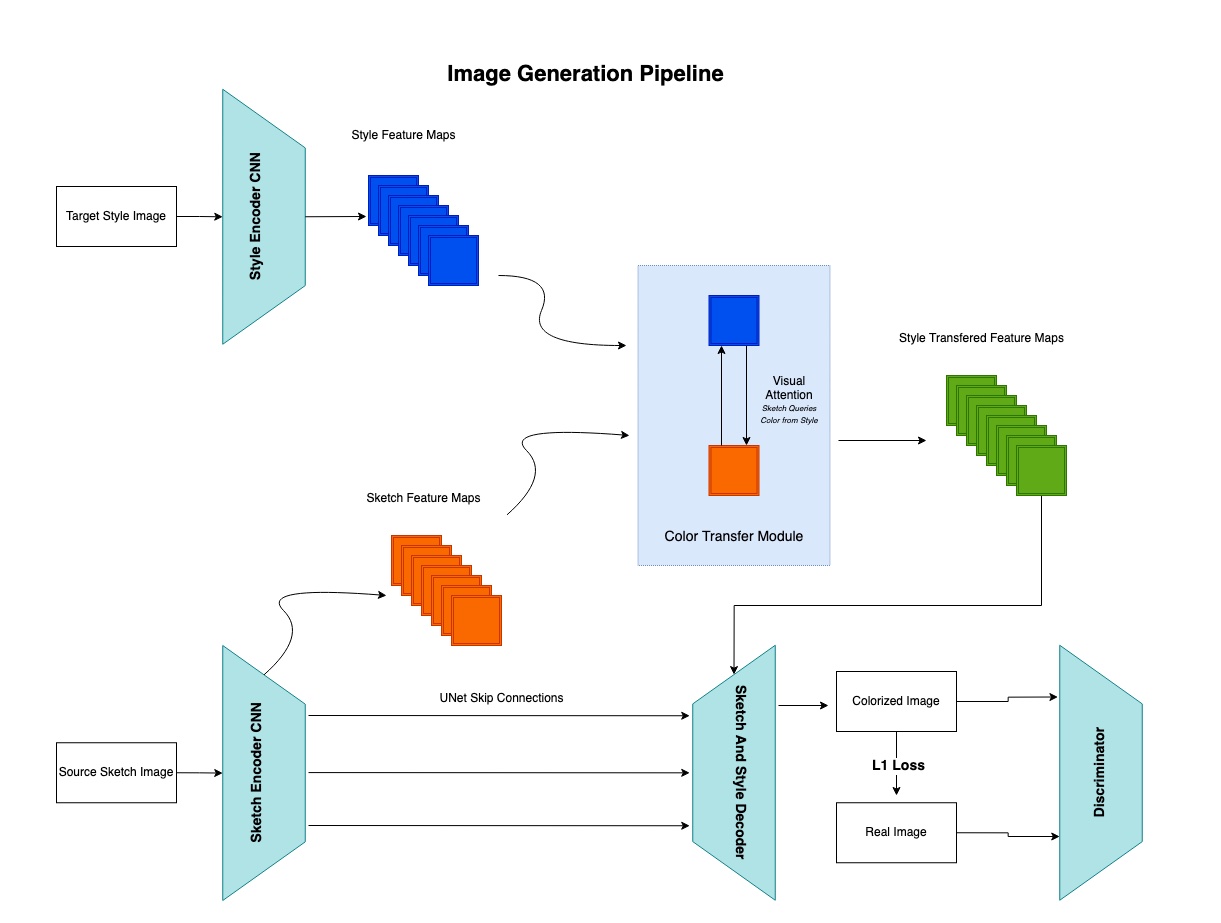 Image Generation Pipeline
Style Feature Maps
Target Style Image
Style Encoder CNN
Visual
Attention
Sketch Queries
Color from Style
Color Transfer Module
Style Transfered Feature Maps
Sketch Feature Maps
UNet Skip Connections
Source Sketch Image
Sketch Encoder CNN
Sketch And Style Decoder
Colorized Image
L1 Loss
Real Image
Discriminator